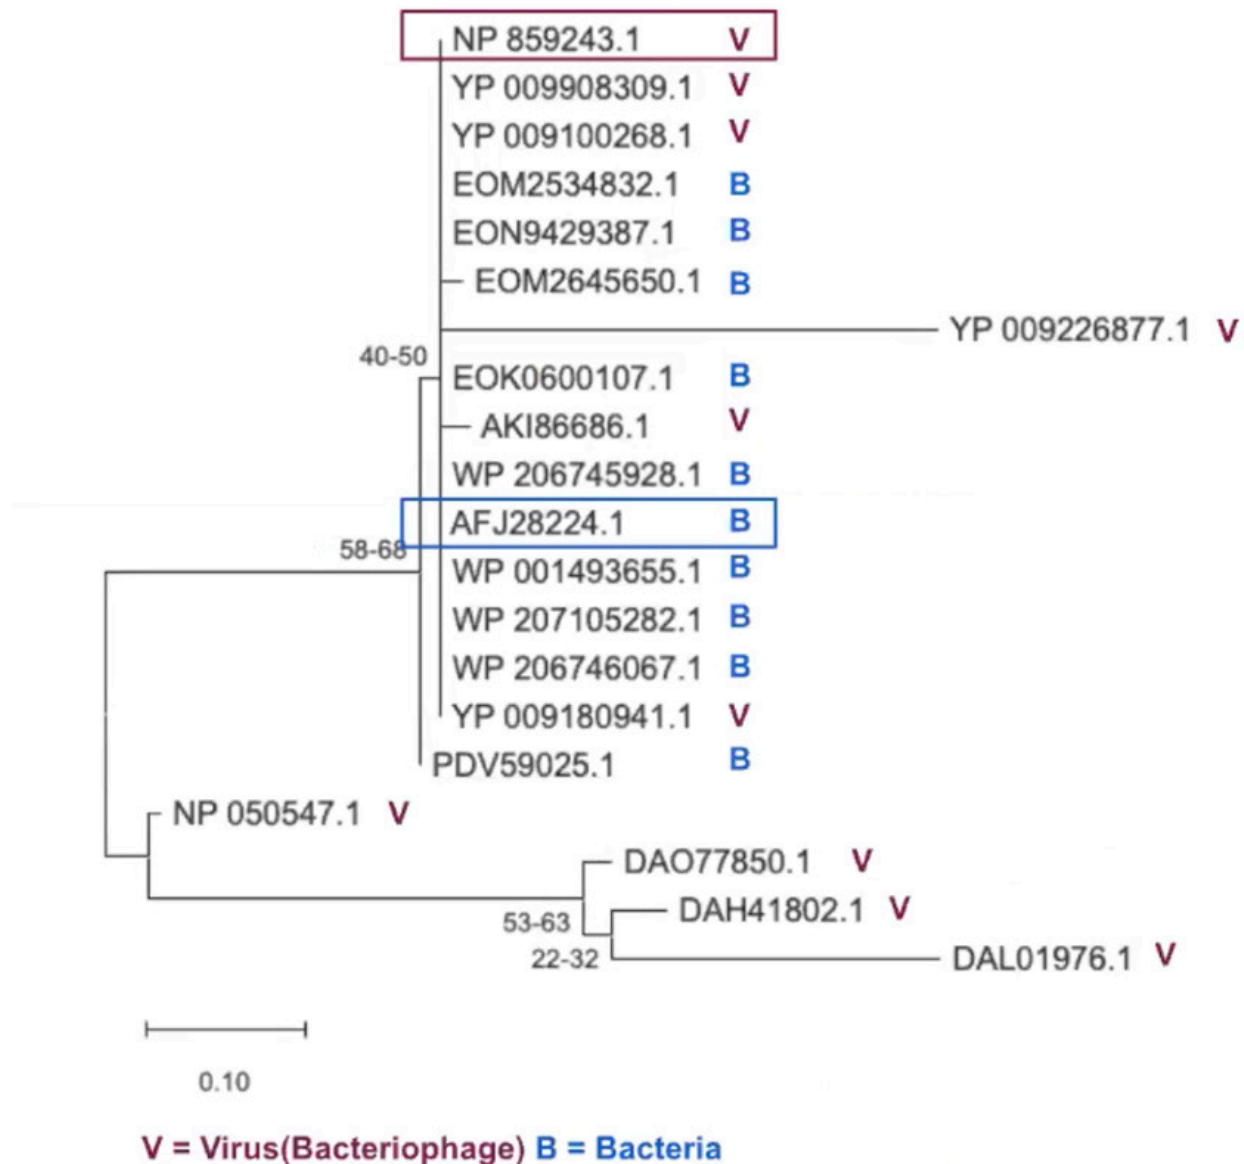 NP 859243.1 V
YP 009908309.1 V
YP 009100268.1 V
EOM2534832.1 B
EON9429387.1 B
EOM2645650.1 B
YP 009226877.1 V
40-50
EOK0600107.1 B
AKI86686.1 V
WP 206745928.1 B
AFJ28224.1 B
58-68
WP 001493655.1 B
WP 207105282.1 B
WP 206746067.1 B
YP 009180941.1 V
PDV59025.1 B
NP 050547.1 V
DAO77850.1 V
DAH41802.1 V
53-63
22-32
DAL01976.1 V
0.10
V = Virus(Bacteriophage) B = Bacteria